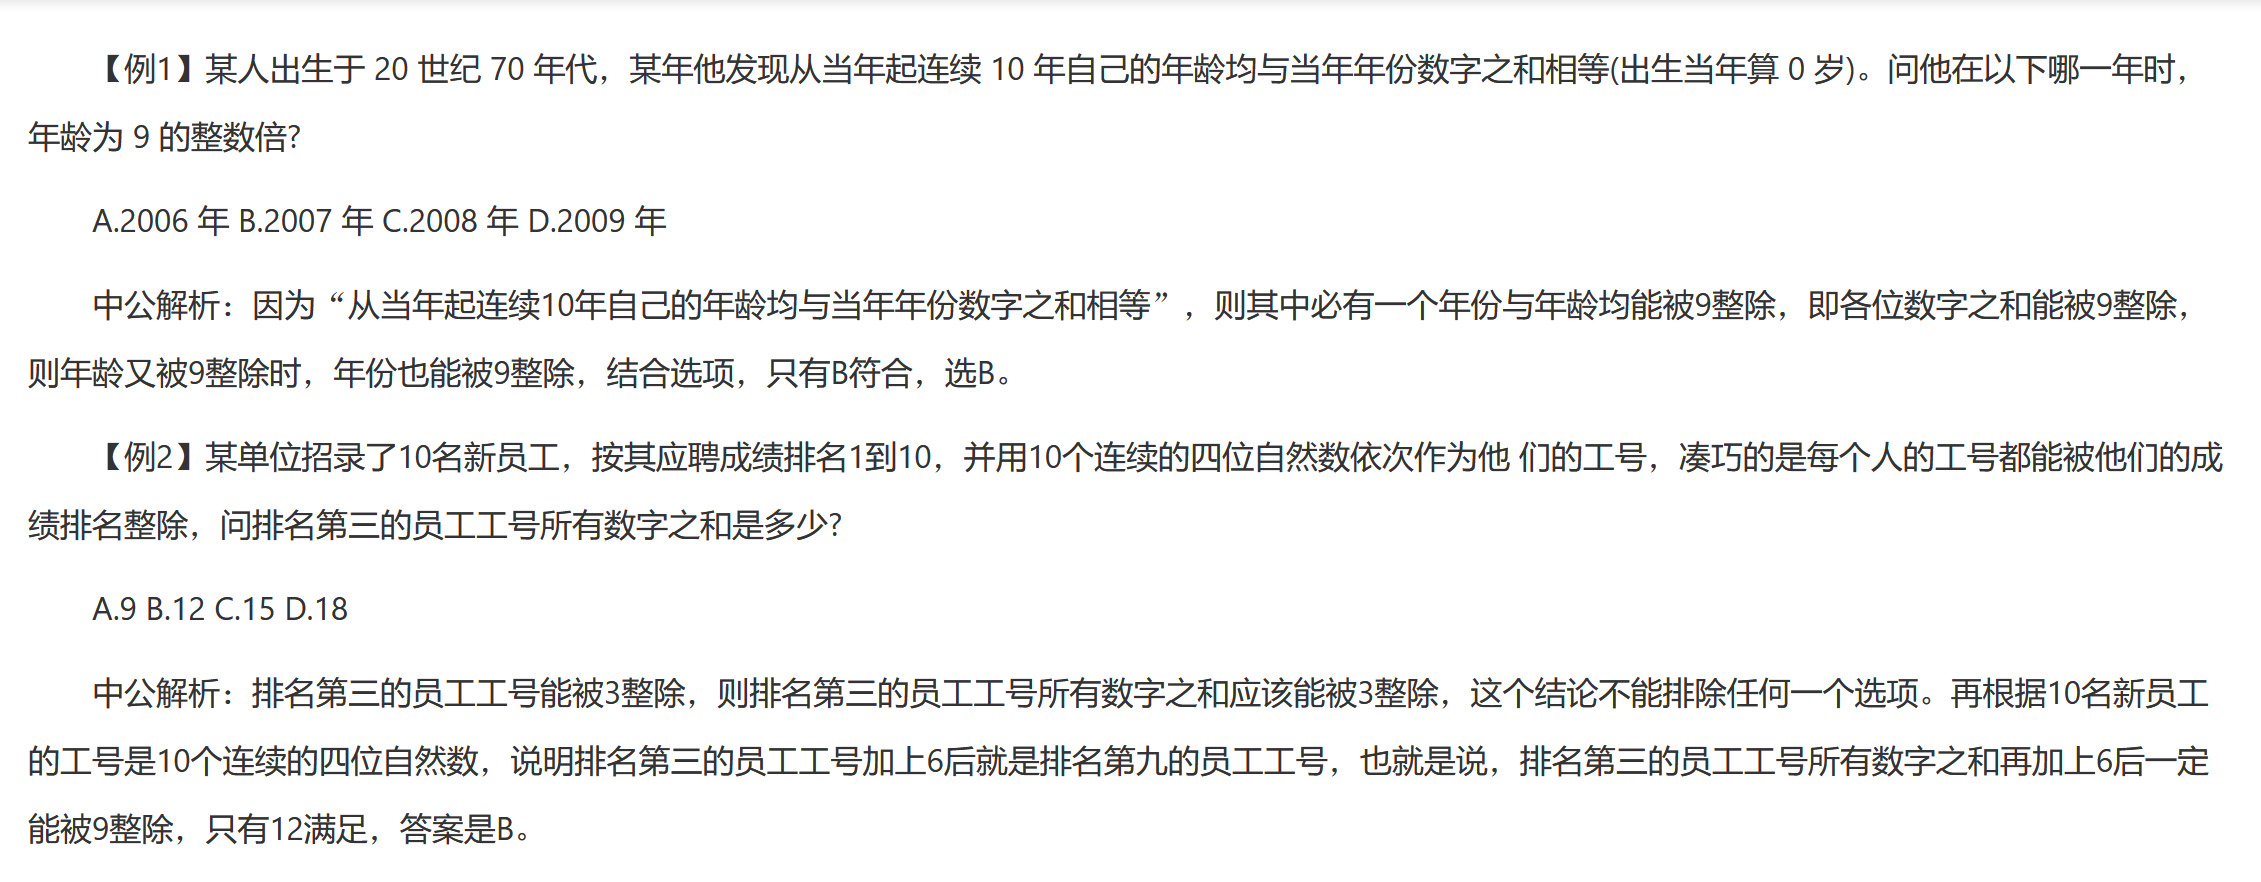 【例1】某人出生于 20 世纪 70 年代，某年他发现从当年起连续 10 年自己的年龄均与当年年份数字之和相等(出生当年算 0 岁)。问他在以下哪一年时，
年龄为 9 的整数倍?
A.2006 年 B.2007 年 C.2008 年 D.2009 年
中公解析：因为“从当年起连续10年自己的年龄均与当年年份数字之和相等”，则其中必有一个年份与年龄均能被9整除，即各位数字之和能被9整除，
则年龄又被9整除时，年份也能被9整除，结合选项，只有B符合，选B。
【例2】某单位招录了10名新员工，按其应聘成绩排名1到10，并用10个连续的四位自然数依次作为他 们的工号，凑巧的是每个人的工号都能被他们的成
绩排名整除，问排名第三的员工工号所有数字之和是多少?
A.9 B.12 C.15 D.18
中公解析：排名第三的员工工号能被3整除，则排名第三的员工工号所有数字之和应该能被3整除，这个结论不能排除任何一个选项。再根据10名新员工
的工号是10个连续的四位自然数，说明排名第三的员工工号加上6后就是排名第九的员工工号，也就是说，排名第三的员工工号所有数字之和再加上6后一定
能被9整除，只有12满足，答案是B。